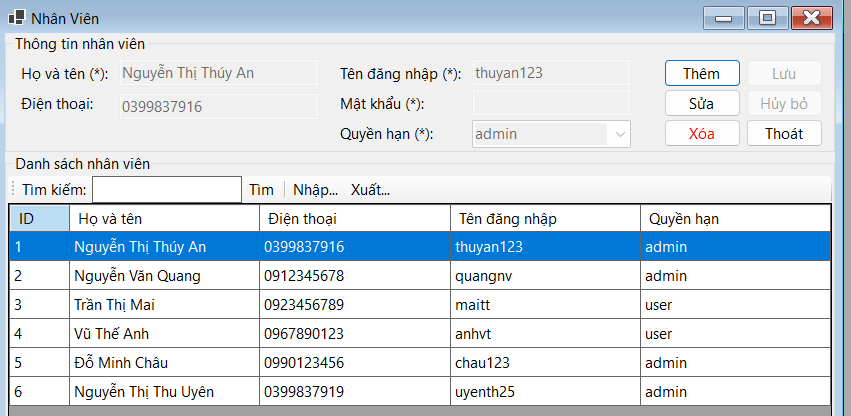 Nhân Viên
Thông tin nhân viên
Họ và tên (*): Nguyễn Thị Thúy An Tên đăng nhập (*): thuyan123 Thêm Lưu
Điện thoại: 0399837916 Mật khẩu (*): Sửa Hủy bỏ
Quyền hạn (*): admin Xóa Thoát
Danh sách nhân viên
Tìm kiếm: Tìm Nhập... Xuất...
ID Họ và tên Điện thoại Tên đăng nhập Quyền hạn
1 Nguyễn Thị Thúy An 0399837916 thuyan123 admin
2 Nguyễn Văn Quang 0912345678 quangnv admin
3 Trần Thị Mai 0923456789 maitt user
4 Vũ Thế Anh 0967890123 anhvt user
5 Đỗ Minh Châu 0990123456 chau123 admin
6 Nguyễn Thị Thu Uyên 0399837919 uyenth25 admin